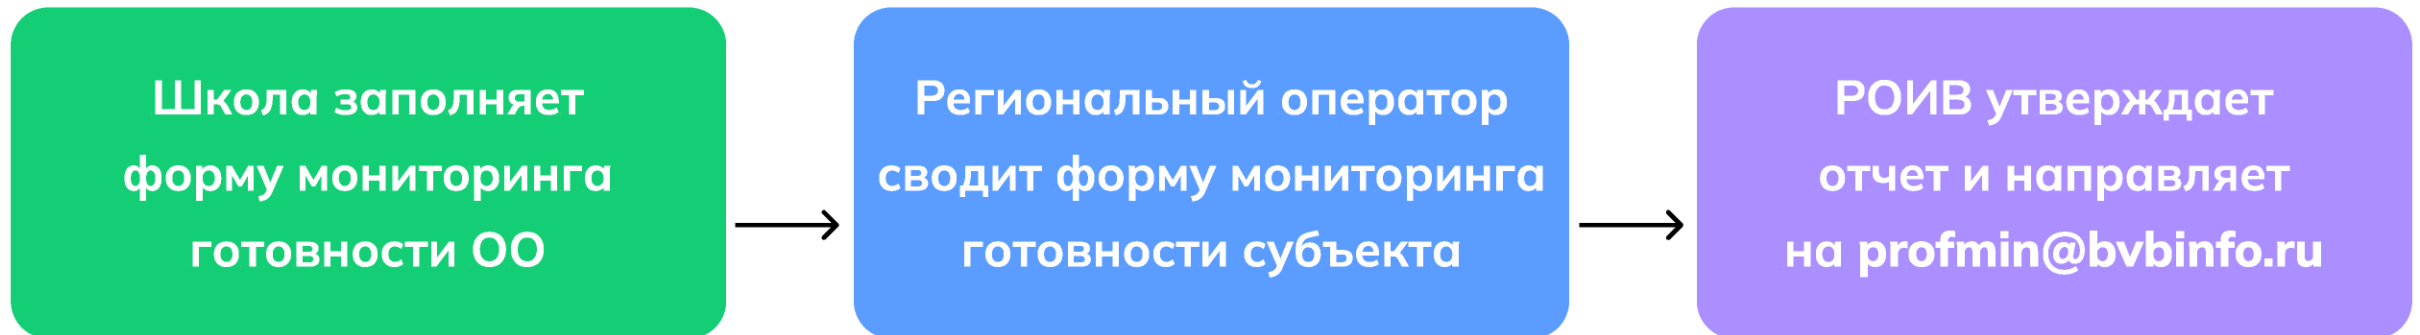 Школа заполняет
форму мониторинга
готовности ОО
Региональный оператор
сводит форму мониторинга
готовности субъекта
РОИВ утверждает
отчет и направляет
на profmin@bvbinfo.ru